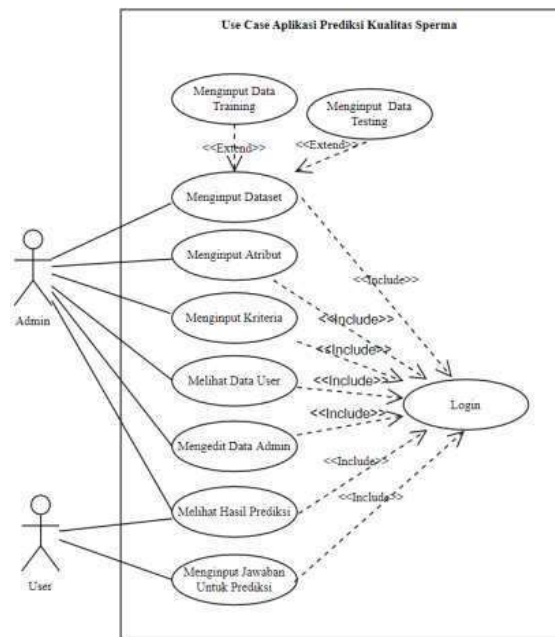 Use Case Aplikasi Prediksi Kualitas Sperma
Menginput Data
Training
Menginput Data
Testing
<<Extend>>
<<Extend>>
Menginput Dataset
Menginput Atribut
<<Include>>
Admin
Menginput Kriteria
<<Include>>
<<Include>>
Melihat Data User
<<Include>>
Login
Mengedit Data Admin
<<Include>>
<<Include>>
Melihat Hasil Prediksi
<<Include>>
User
Menginput Jawaban
Untuk Prediksi